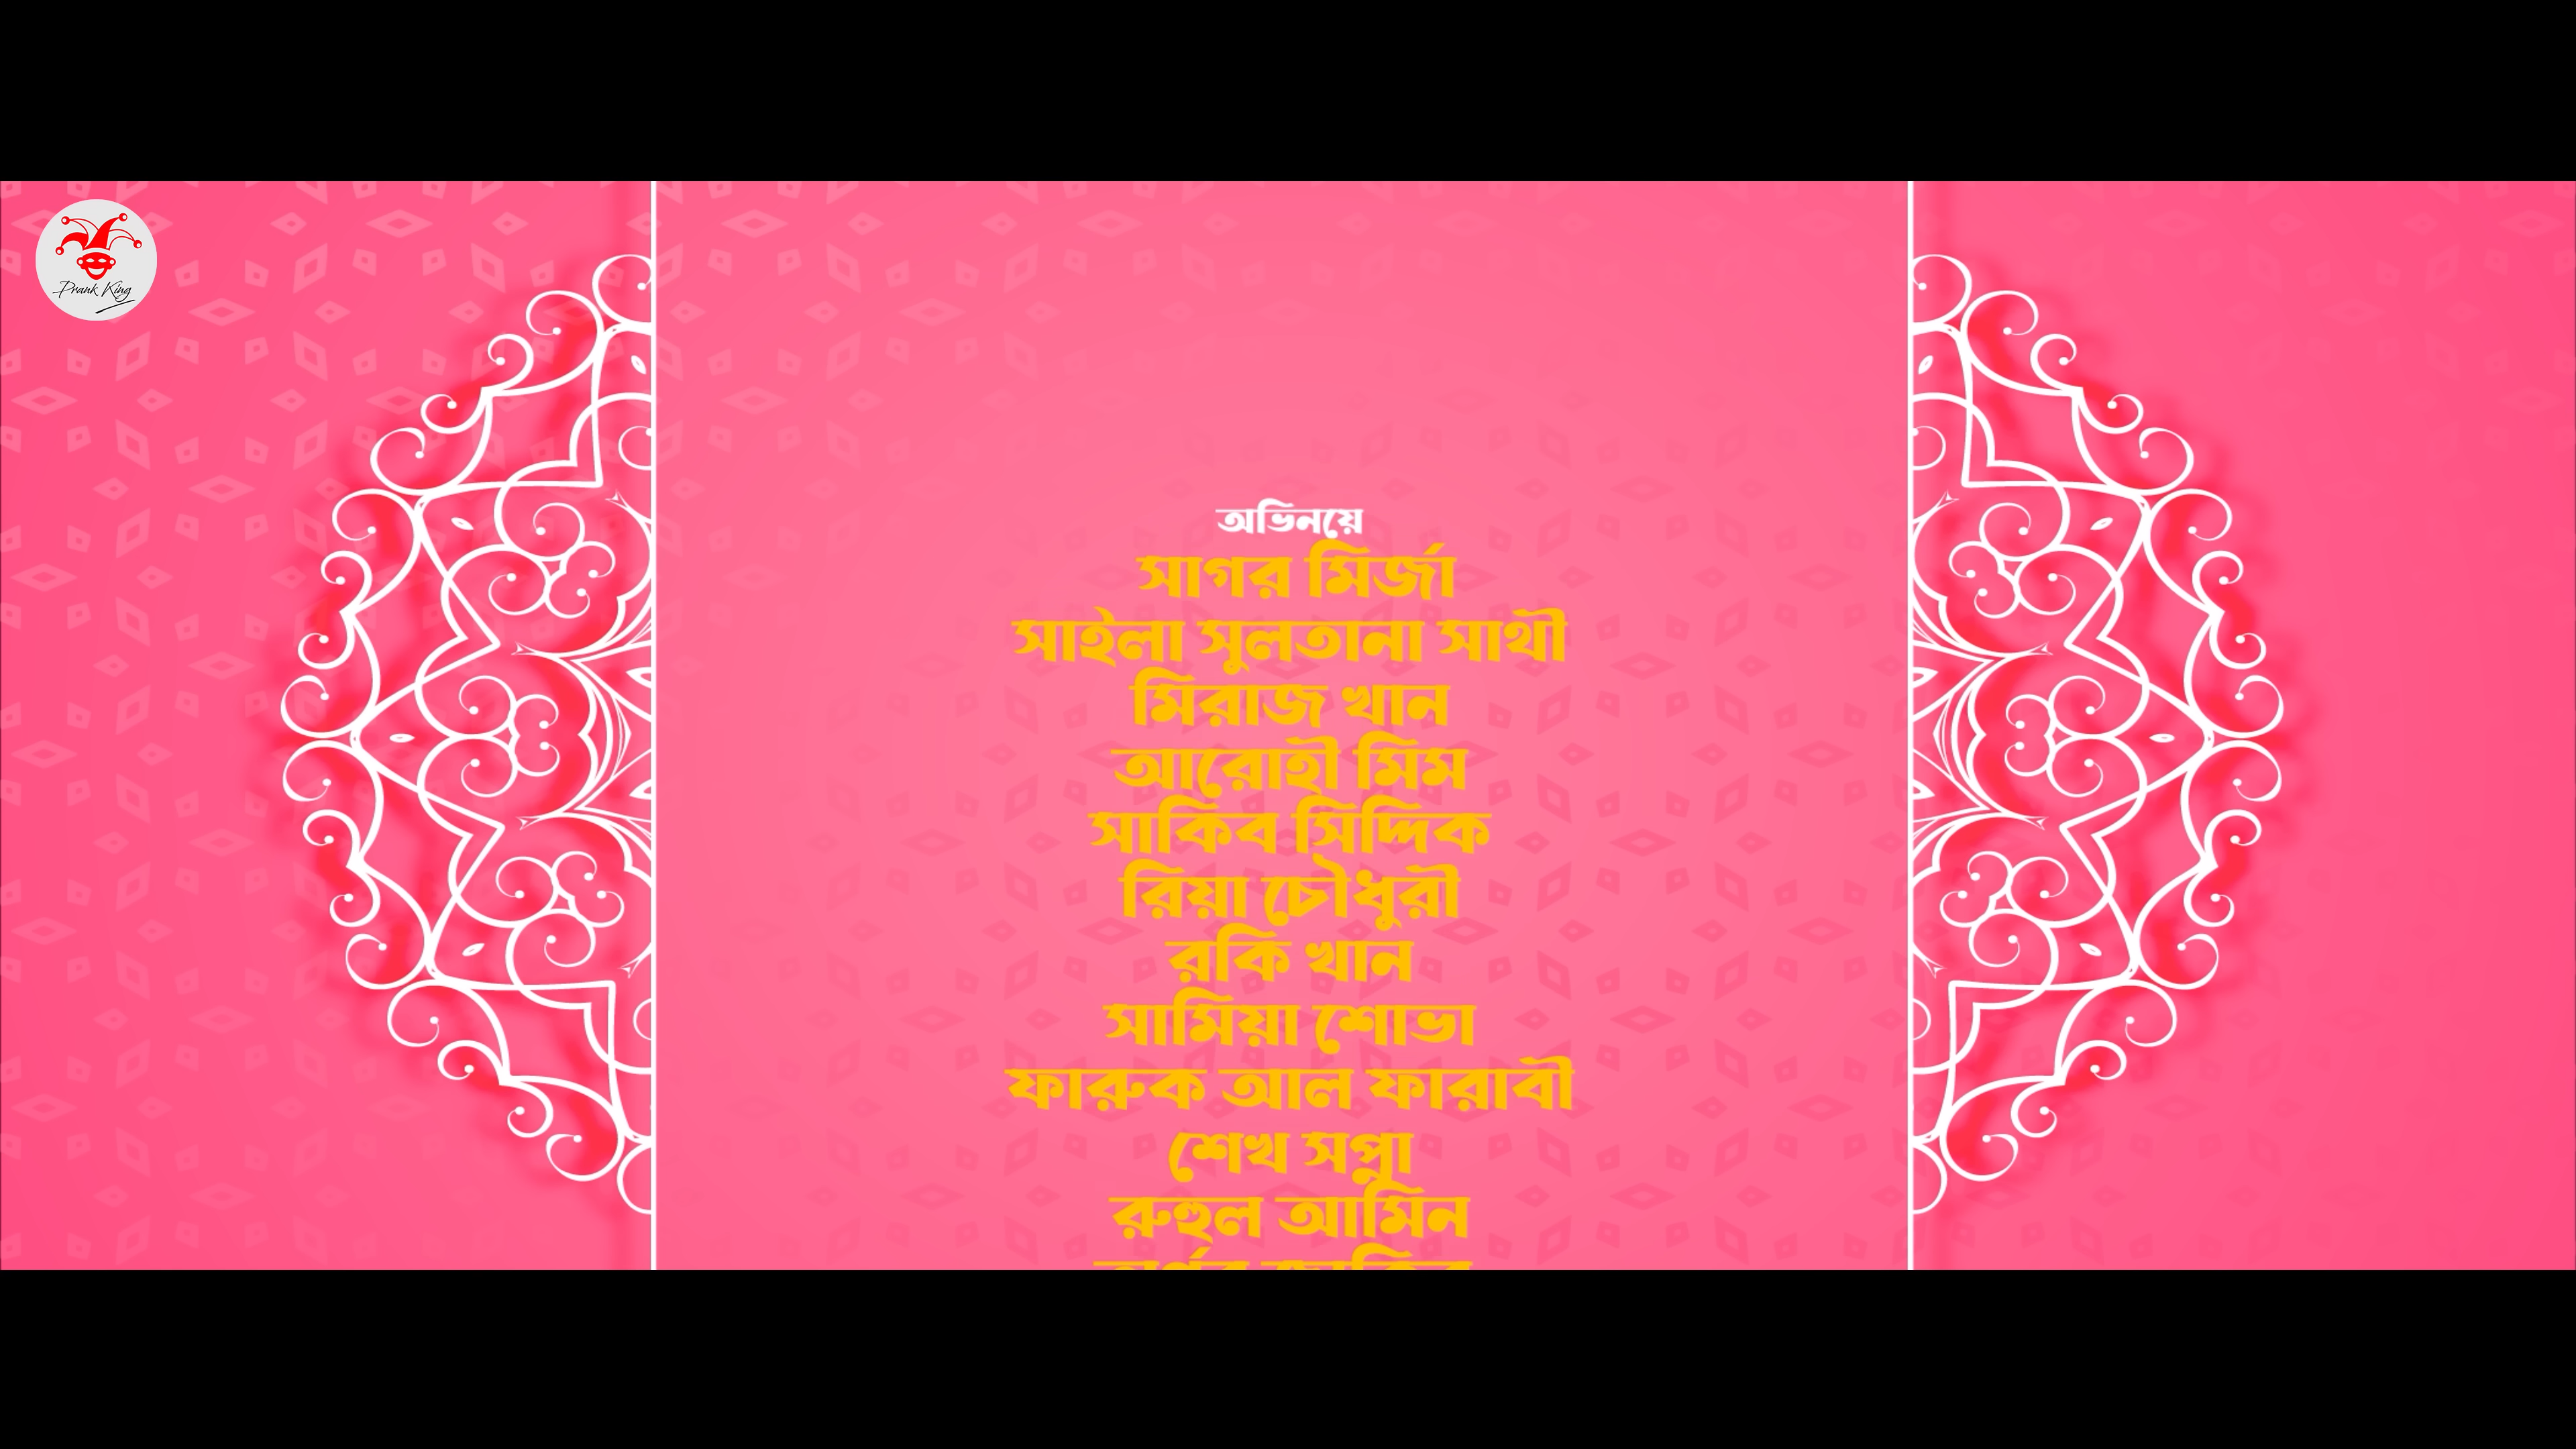 Prank King
অভিনয়ে
সাগর মির্জা
সাইলা সুলতানা সাথী
মিরাজ খান
আরোহী মিম
সাকিব সিদ্দিক
রিয়া চৌধুরী
রকি খান
সামিয়া শোভা
ফারুক আল ফারাবী
শেখ সপ্না
রুহুল আমিন